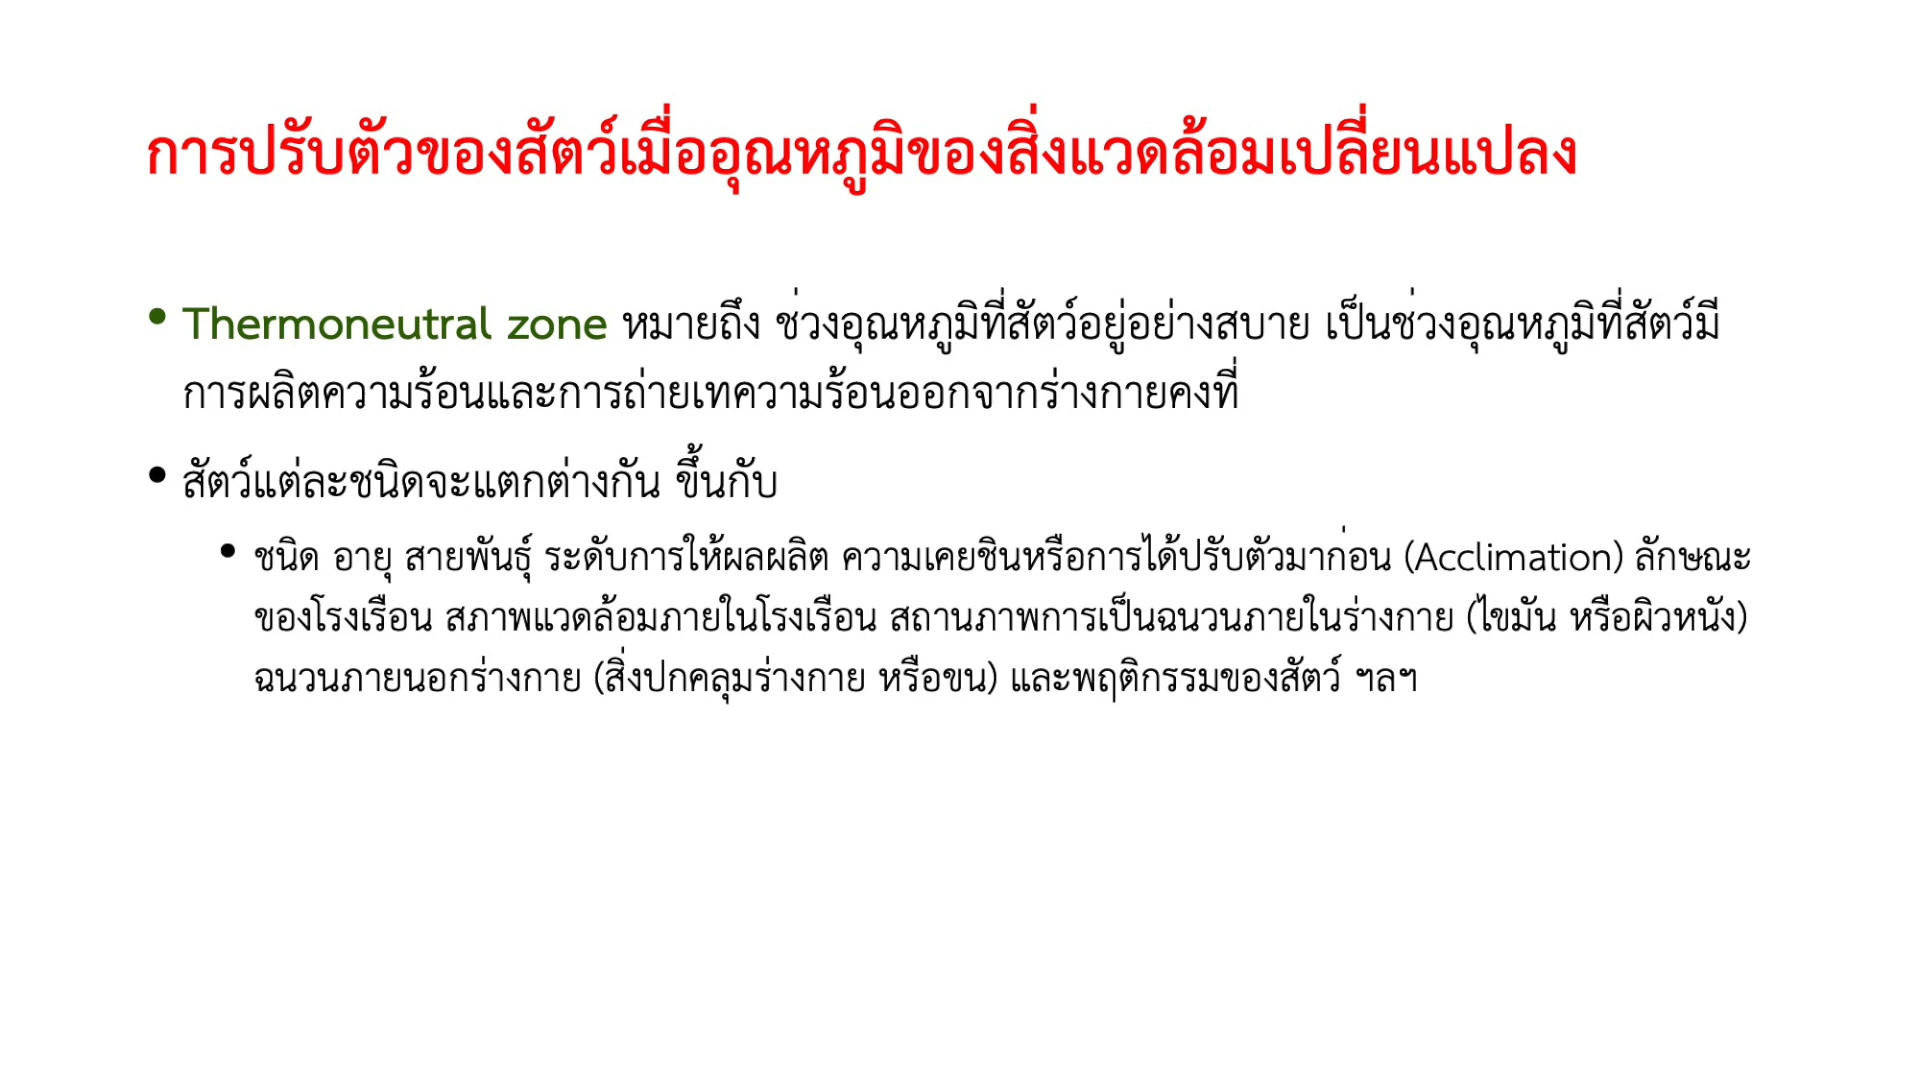 การปรับตัวของสัตว์เมื่ออุณหภูมิของสิ่งแวดล้อมเปลี่ยนแปลง
• Thermoneutral zone หมายถึง ช่วงอุณหภูมิที่สัตว์อยู่อย่างสบาย เป็นช่วงอุณหภูมิที่สัตว์มี
การผลิตความร้อนและการถ่ายเทความร้อนออกจากร่างกายคงที่
• สัตว์แต่ละชนิดจะแตกต่างกัน ขึ้นกับ
• ชนิด อายุ สายพันธุ์ ระดับการให้ผลผลิต ความเคยชินหรือการได้ปรับตัวมาก่อน (Acclimation) ลักษณะ
ของโรงเรือน สภาพแวดล้อมภายในโรงเรือน สถานภาพการเป็นฉนวนภายในร่างกาย (ไขมัน หรือผิวหนัง)
ฉนวนภายนอกร่างกาย (สิ่งปกคลุมร่างกาย หรือขน) และพฤติกรรมของสัตว์ ฯลฯ